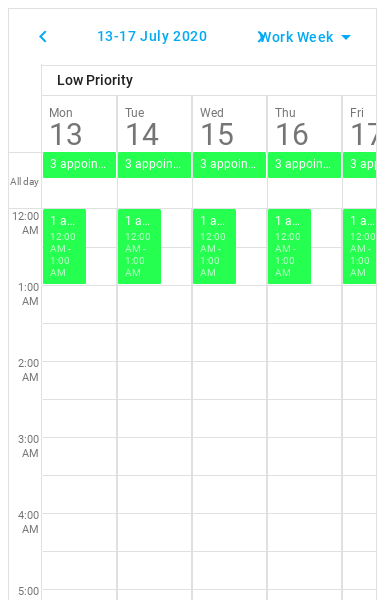 13-17 July 2020
Work Week
Low Priority
Mon Tue Wed Thu Fri
13 14 15 16 17
3 appoin... 3 appoin... 3 appoin... 3 appoin... 3 app
All day
12:00 AM
1 a... 1 a... 1 a... 1 a... 1 a...
12:00 12:00 12:00 12:00 12:00
AM - AM - AM - AM - AM -
1:00 1:00 1:00 1:00 1:00
AM AM AM AM AM
1:00 AM
2:00 AM
3:00 AM
4:00 AM
5:00